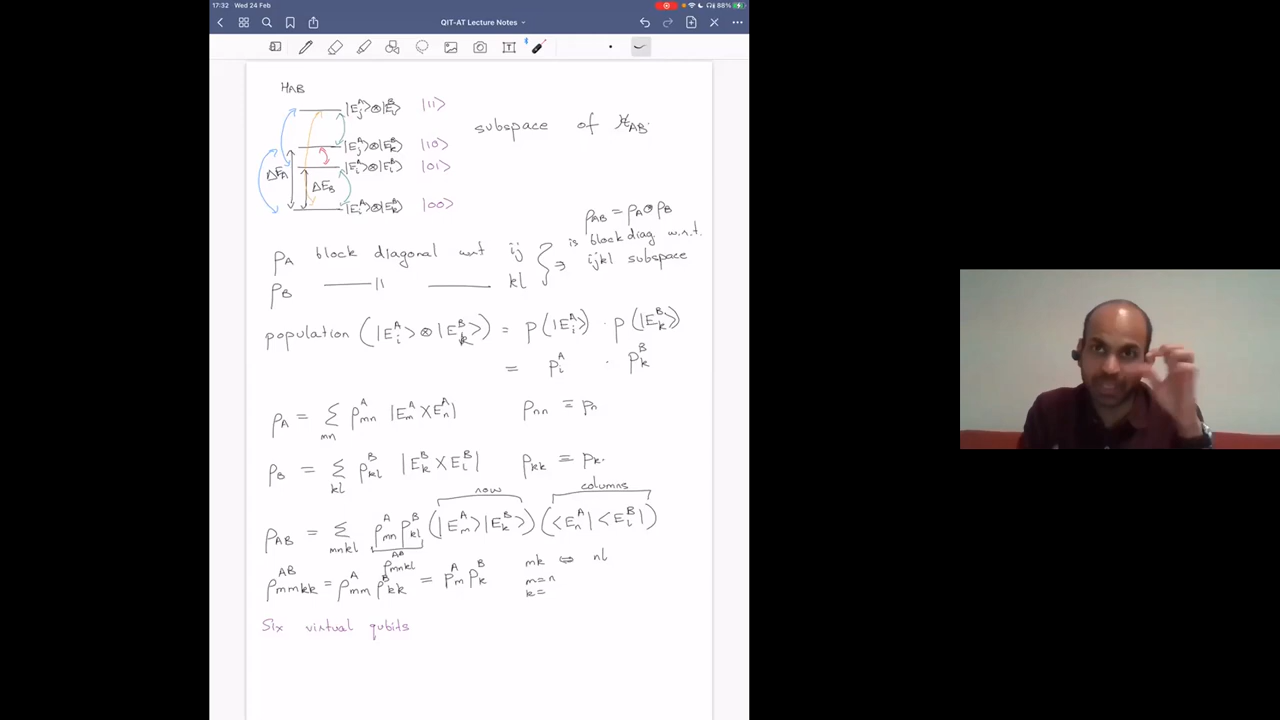 17:32 Wed 24 Feb
88%
QIT-AT Lecture Notes
H_AB
|E_j^A⟩⊗|E_l^B⟩ |11⟩
subspace of ℋ_AB.
|E_j^A⟩⊗|E_k^B⟩ |10⟩
|E_i^A⟩⊗|E_l^B⟩ |01⟩
ΔE_A
ΔE_B
|E_i^A⟩⊗|E_k^B⟩ |00⟩
ρ_AB = ρ_A⊗ρ_B
is block diag w.r.t.
ijkl subspace
ρ_A block diagonal wrt ij
ρ_B —— 11 —— kl
} ⇒
population (|E_i^A⟩ ⊗ |E_k^B⟩) = p(|E_i^A⟩) · p(|E_k^B⟩)
= p_i^A · p_k^B
ρ_A = ∑_mn ρ_mn^A |E_m^A⟩⟨E_n^A| ρ_nn ≡ p_n
ρ_B = ∑_kl ρ_kl^B |E_k^B⟩⟨E_l^B| ρ_kk ≡ p_k.
row columns
ρ_AB = ∑_mnkl ρ_mn^A ρ_kl^B (|E_m^A⟩|E_k^B⟩)(⟨E_n^A|⟨E_l^B|)
ρ_mnkl^AB
ρ_mmkk^AB = ρ_mm^A ρ_kk^B = p_m^A p_k^B mk ⇔ nl
m=n
k=
Six virtual qubits